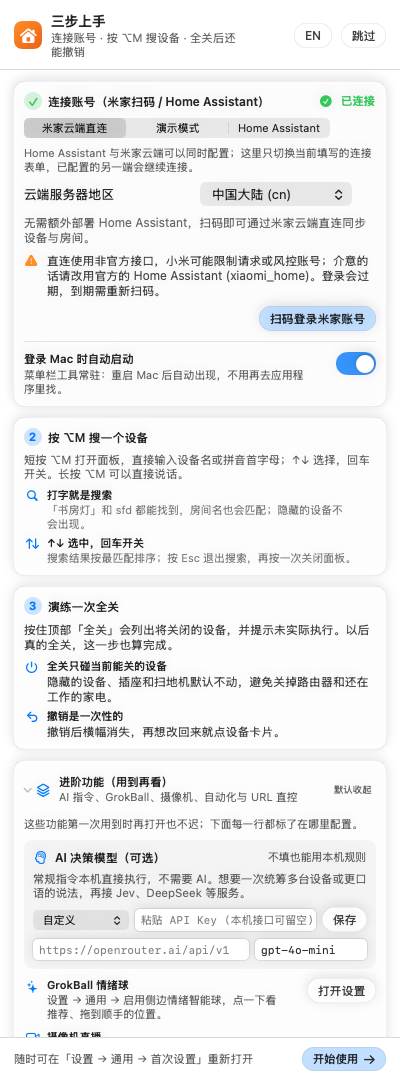 三步上手
连接账号 · 按 ⌥M 搜设备 · 全关后还
能撤销
EN
跳过
连接账号（米家扫码 / Home Assistant）
已连接
米家云端直连
演示模式
Home Assistant
Home Assistant 与米家云端可以同时配置；这里只切换当前填写的连接
表单，已配置的另一端会继续连接。
云端服务器地区
中国大陆 (cn)
无需额外部署 Home Assistant，扫码即可通过米家云端直连同步
设备与房间。
直连使用非官方接口，小米可能限制请求或风控账号；介意的
话请改用官方的 Home Assistant (xiaomi_home)。登录会过
期，到期需重新扫码。
扫码登录米家账号
登录 Mac 时自动启动
菜单栏工具常驻：重启 Mac 后自动出现，不用再去应用程
序里找。
2
按 ⌥M 搜一个设备
短按 ⌥M 打开面板，直接输入设备名或拼音首字母；↑↓ 选择，回车
开关。长按 ⌥M 可以直接说话。
打字就是搜索
「书房灯」和 sfd 都能找到，房间名也会匹配；隐藏的设备不
会出现。
↑↓ 选中，回车开关
搜索结果按最匹配排序；按 Esc 退出搜索，再按一次关闭面板。
3
演练一次全关
按住顶部「全关」会列出将关闭的设备，并提示未实际执行。以后
真的全关，这一步也算完成。
全关只碰当前能关的设备
隐藏的设备、插座和扫地机默认不动，避免关掉路由器和还在
工作的家电。
撤销是一次性的
撤销后横幅消失，再想改回来就点设备卡片。
进阶功能（用到再看）
AI 指令、GrokBall、摄像机、自动化与 URL 直控
默认收起
这些功能第一次用到时再打开也不迟；下面每一行都标了在哪里配置。
AI 决策模型（可选）
不填也能用本机规则
常规指令本机直接执行，不需要 AI。想要一次统筹多台设备或更口
语的说法，再接 Jev、DeepSeek 等服务。
自定义
粘贴 API Key (本机接口可留空)
保存
https://openrouter.ai/api/v1
gpt-4o-mini
GrokBall 情绪球
设置 → 通用 → 启用侧边情绪智能球，点一下看
推荐、拖到顺手的位置。
打开设置
摄像机直播
随时可在「设置 → 通用 → 首次设置」重新打开
开始使用 →